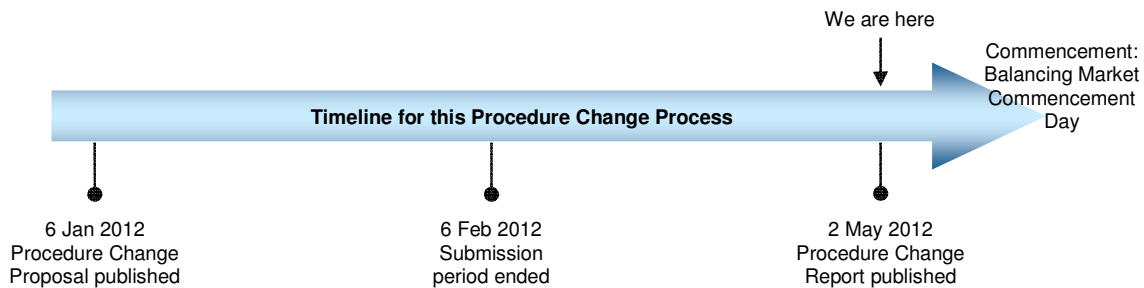 We are here
Commencement:
Balancing Market
Commencement
Day
Timeline for this Procedure Change Process
6 Jan 2012
Procedure Change
Proposal published
6 Feb 2012
Submission
period ended
2 May 2012
Procedure Change
Report published